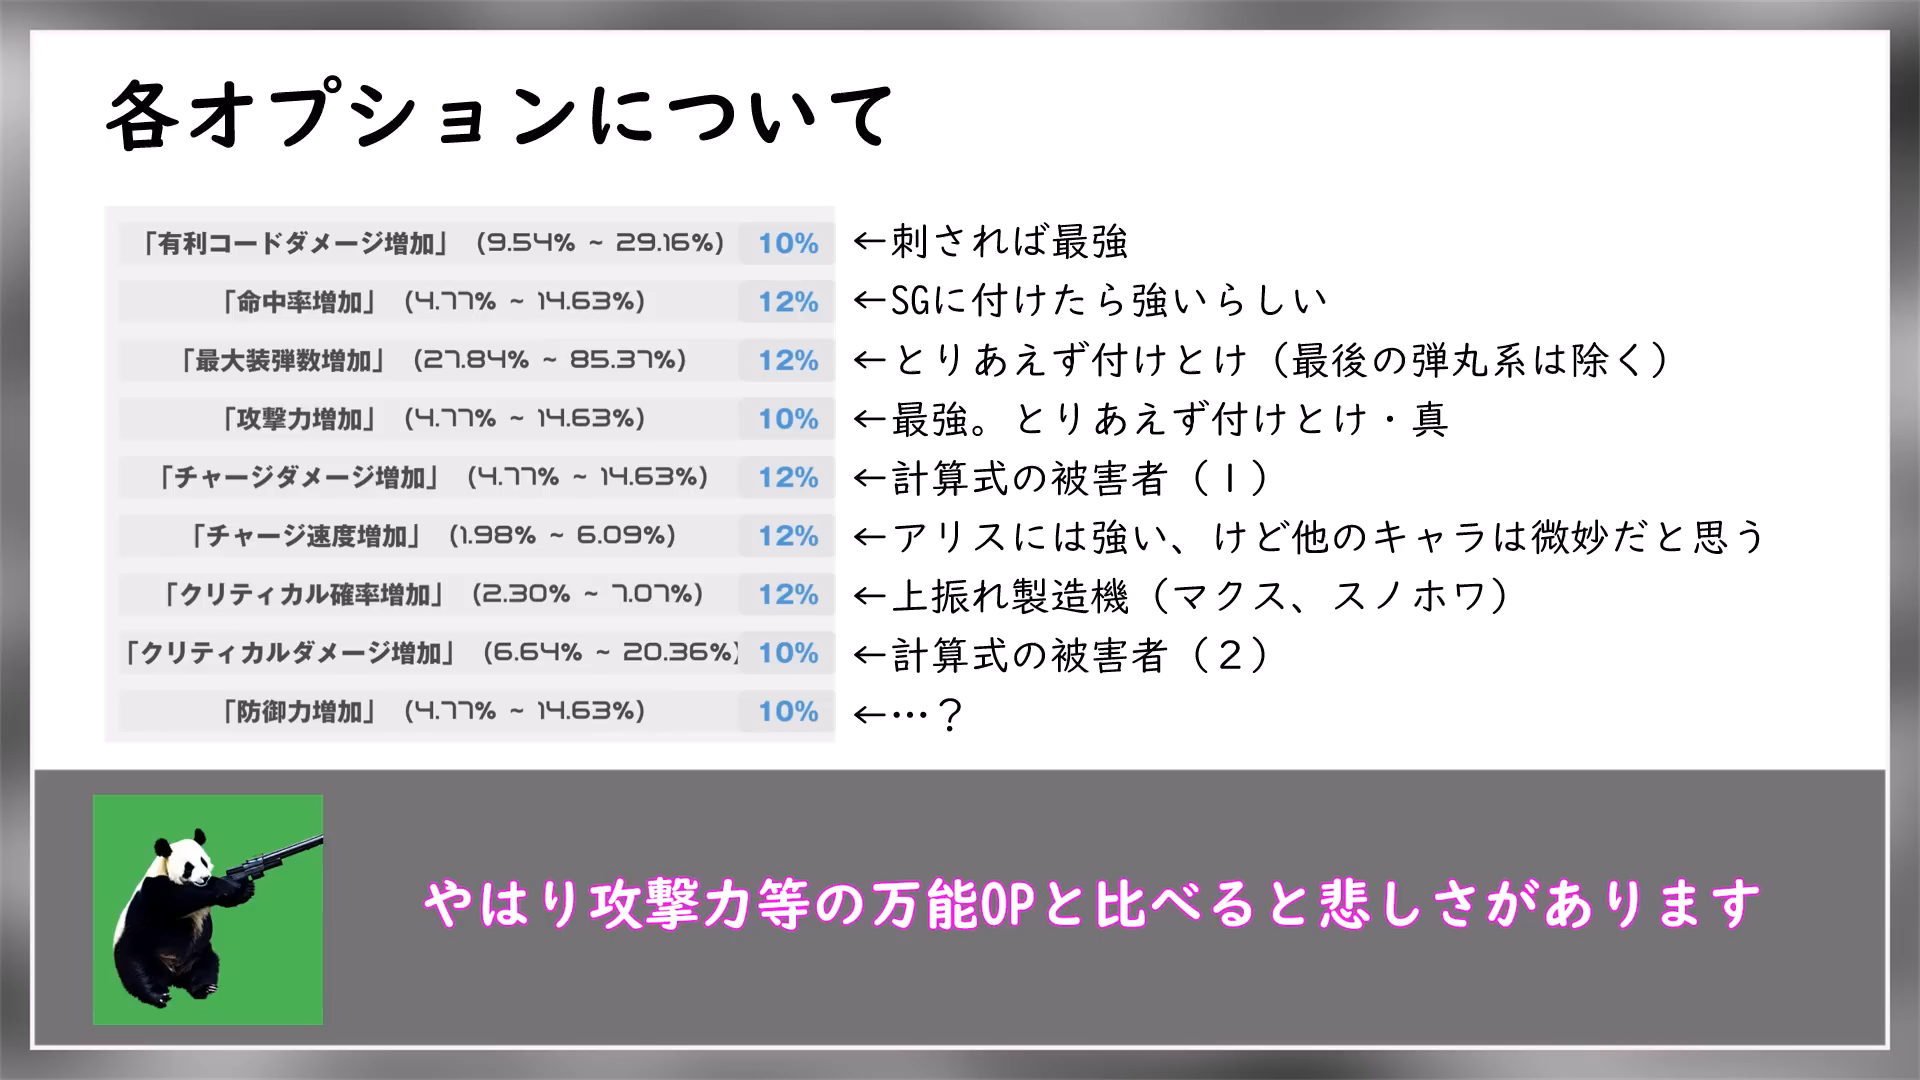 各オプションについて
「有利コードダメージ増加」 (9.54% ~ 29.16%) 10% ←刺されば最強
「命中率増加」 (4.77% ~ 14.63%) 12% ←SGに付けたら強いらしい
「最大装弾数増加」 (27.84% ~ 85.37%) 12% ←とりあえず付けとけ（最後の弾丸系は除く）
「攻撃力増加」 (4.77% ~ 14.63%) 10% ←最強。とりあえず付けとけ・真
「チャージダメージ増加」 (4.77% ~ 14.63%) 12% ←計算式の被害者（１）
「チャージ速度増加」 (1.98% ~ 6.09%) 12% ←アリスには強い、けど他のキャラは微妙だと思う
「クリティカル確率増加」 (2.30% ~ 7.07%) 12% ←上振れ製造機（マクス、スノホワ）
「クリティカルダメージ増加」 (6.64% ~ 20.36%) 10% ←計算式の被害者（２）
「防御力増加」 (4.77% ~ 14.63%) 10% ←…？
やはり攻撃力等の万能OPと比べると悲しさがあります